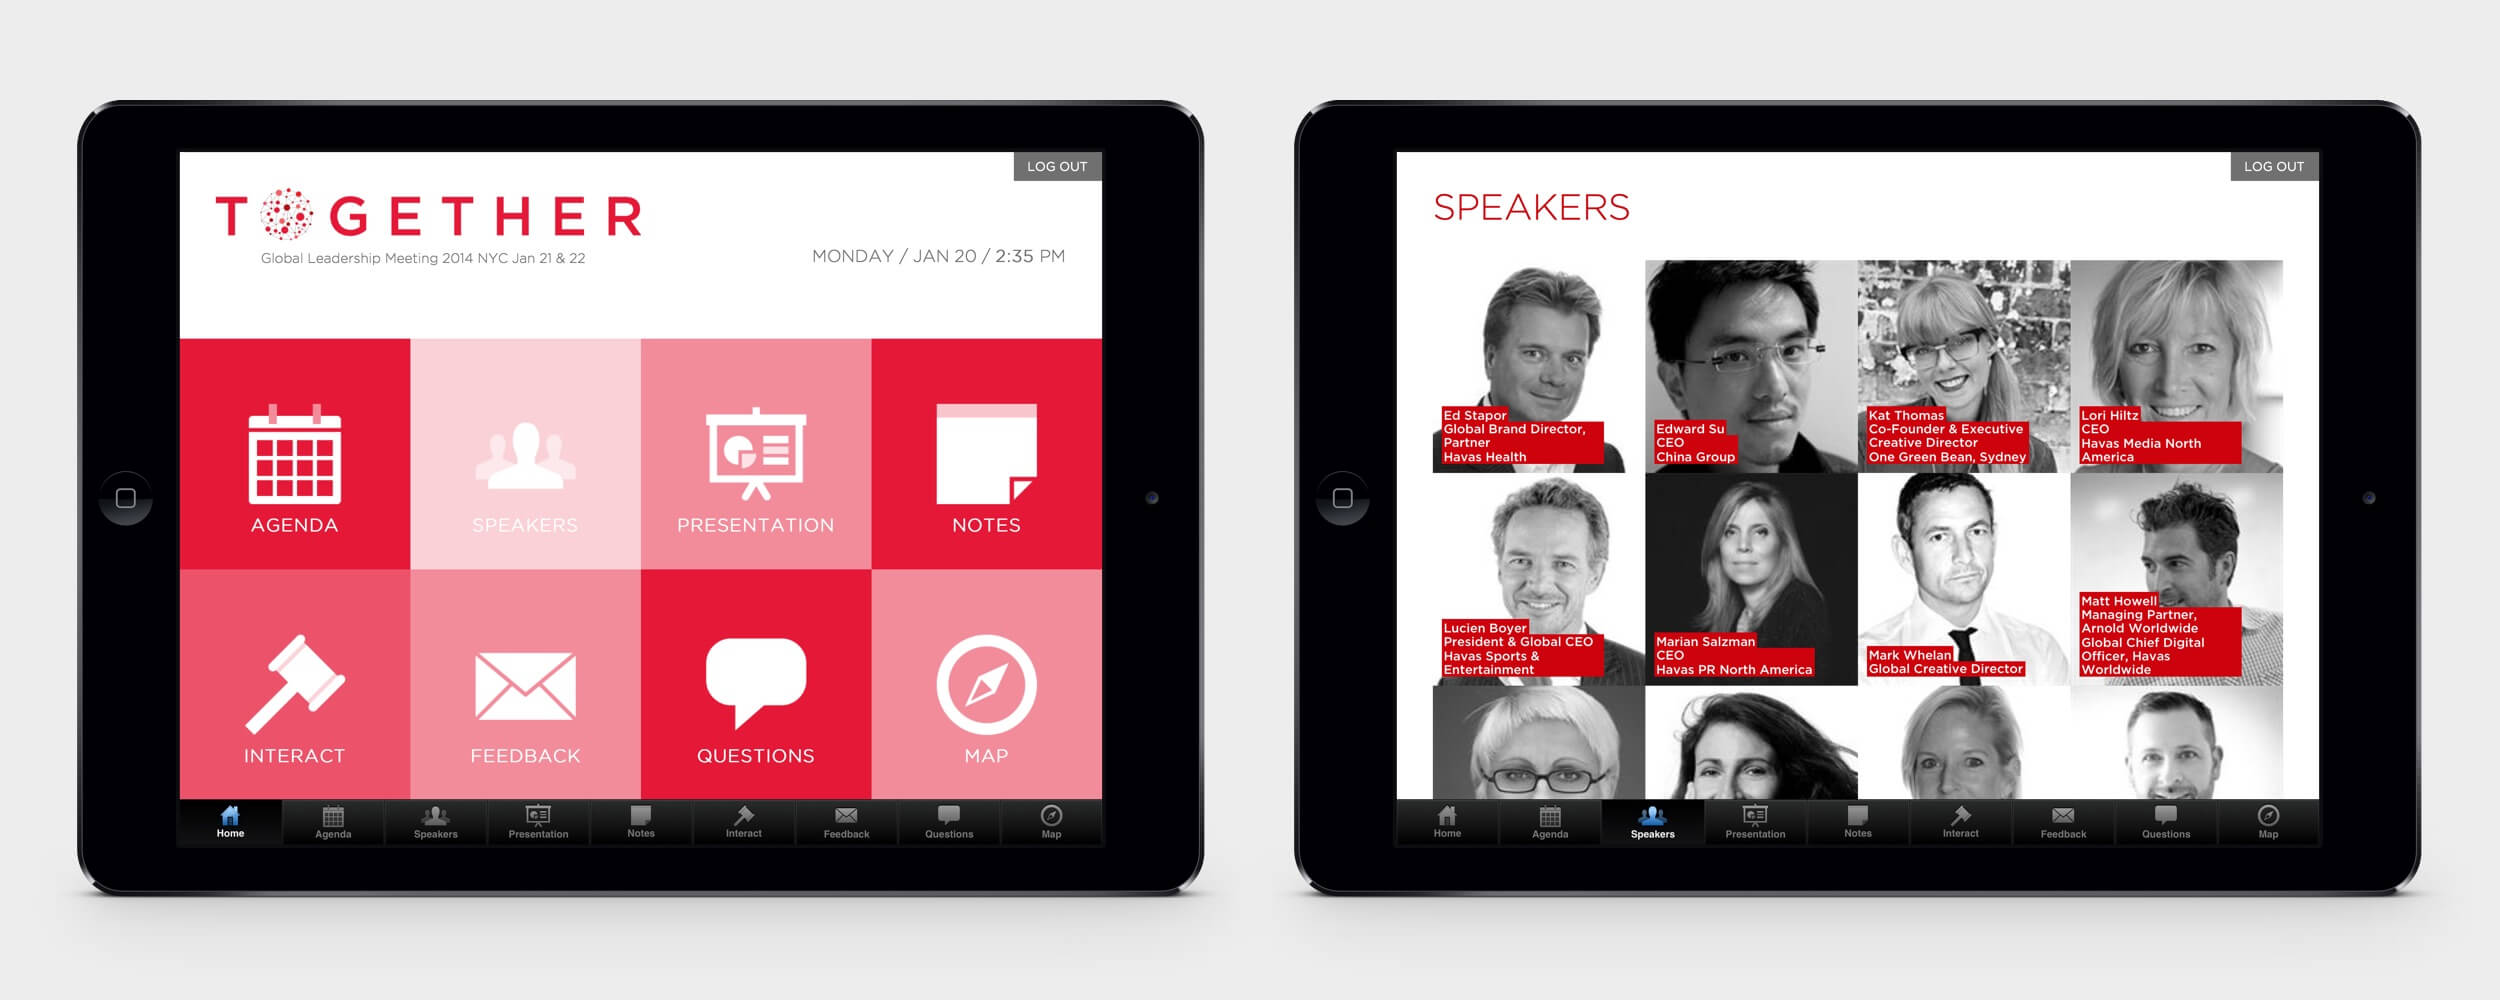 LOG OUT
TOGETHER
Global Leadership Meeting 2014 NYC Jan 21 & 22
MONDAY / JAN 20 / 2:35 PM
AGENDA
SPEAKERS
PRESENTATION
NOTES
INTERACT
FEEDBACK
QUESTIONS
MAP
Home
Agenda
Speakers
Presentation
Notes
Interact
Feedback
Questions
Map
LOG OUT
SPEAKERS
Ed Stapor
Global Brand Director,
Partner
Havas Health
Edward Su
CEO
China Group
Kat Thomas
Co-Founder & Executive
Creative Director
One Green Bean, Sydney
Lori Hiltz
CEO
Havas Media North
America
Lucien Boyer
President & Global CEO
Havas Sports &
Entertainment
Marian Salzman
CEO
Havas PR North America
Mark Whelan
Global Creative Director
Matt Howell
Managing Partner,
Arnold Worldwide
Global Chief Digital
Officer, Havas
Worldwide
Home
Agenda
Speakers
Presentation
Notes
Interact
Feedback
Questions
Map